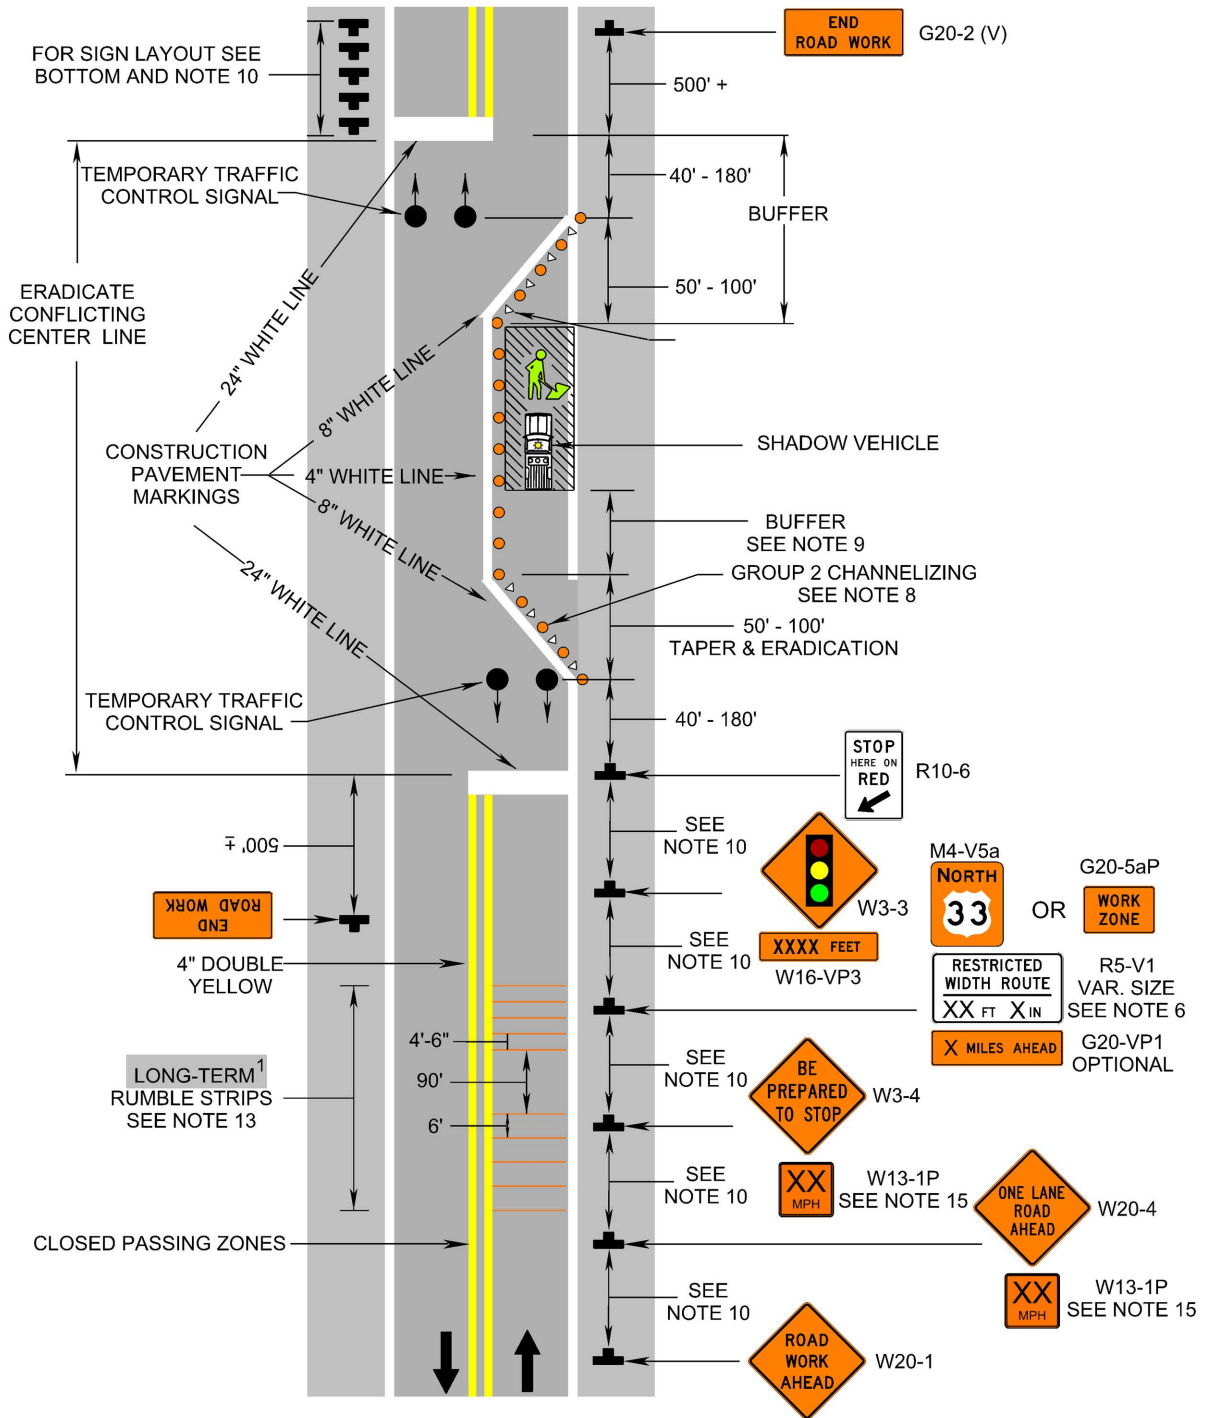 END
ROAD WORK
G20-2 (V)
FOR SIGN LAYOUT SEE
BOTTOM AND NOTE 10
500' +
TEMPORARY TRAFFIC
CONTROL SIGNAL
40' - 180'
BUFFER
50' - 100'
ERADICATE
CONFLICTING
CENTER LINE
24" WHITE LINE
8" WHITE LINE
CONSTRUCTION
PAVEMENT
MARKINGS
4" WHITE LINE
8" WHITE LINE
24" WHITE LINE
SHADOW VEHICLE
BUFFER
SEE NOTE 9
GROUP 2 CHANNELIZING
SEE NOTE 8
50' - 100'
TAPER & ERADICATION
TEMPORARY TRAFFIC
CONTROL SIGNAL
40' - 180'
STOP
HERE ON
RED
R10-6
500' ±
SEE
NOTE 10
W3-3
XXXX FEET
W16-VP3
M4-V5a
NORTH
33
OR
G20-5aP
WORK
ZONE
END
ROAD WORK
SEE
NOTE 10
4" DOUBLE
YELLOW
RESTRICTED
WIDTH ROUTE
XX FT X IN
R5-V1
VAR. SIZE
SEE NOTE 6
X MILES AHEAD
G20-VP1
OPTIONAL
4'-6"
90'
6'
LONG-TERM¹
RUMBLE STRIPS
SEE NOTE 13
SEE
NOTE 10
BE
PREPARED
TO STOP
W3-4
XX
MPH
W13-1P
SEE NOTE 15
SEE
NOTE 10
ONE LANE
ROAD
AHEAD
W20-4
XX
MPH
W13-1P
SEE NOTE 15
CLOSED PASSING ZONES
SEE
NOTE 10
ROAD
WORK
AHEAD
W20-1